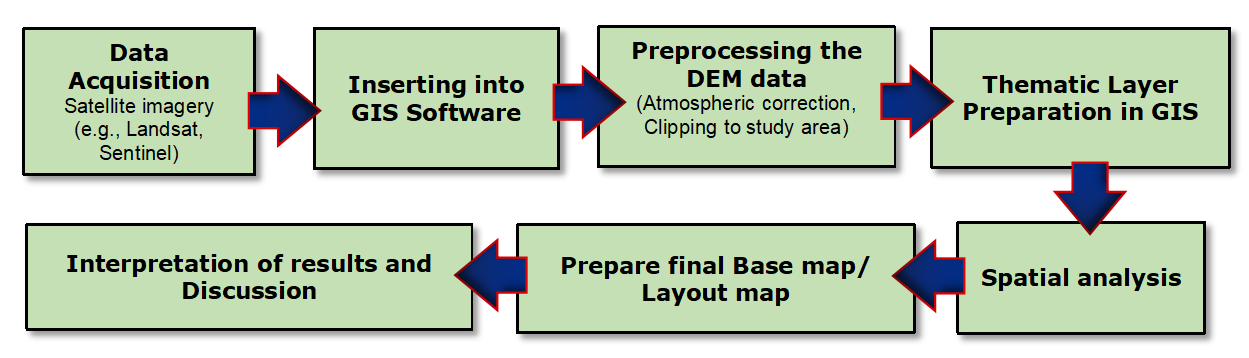 Data
Acquisition
Satellite imagery
(e.g., Landsat,
Sentinel)
Inserting into
GIS Software
Preprocessing the
DEM data
(Atmospheric correction,
Clipping to study area)
Thematic Layer
Preparation in GIS
Spatial analysis
Prepare final Base map/
Layout map
Interpretation of results and
Discussion